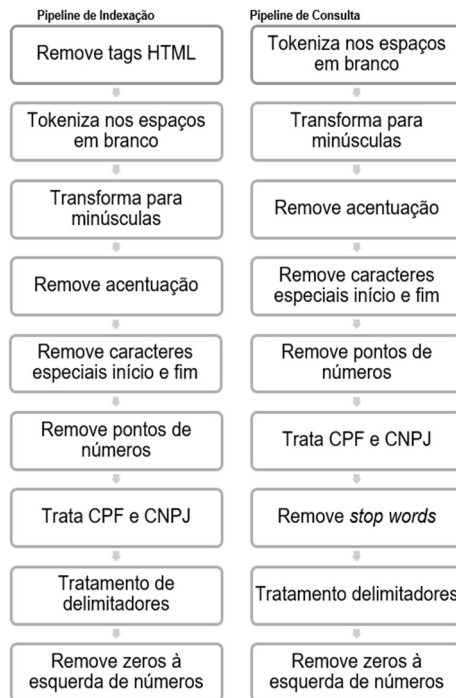 Pipeline de Indexação
Remove tags HTML
Tokeniza nos espaços
em branco
Transforma para
minúsculas
Remove acentuação
Remove caracteres
especiais início e fim
Remove pontos de
números
Trata CPF e CNPJ
Tratamento de
delimitadores
Remove zeros à
esquerda de números
Pipeline de Consulta
Tokeniza nos espaços
em branco
Transforma para
minúsculas
Remove acentuação
Remove caracteres
especiais início e fim
Remove pontos de
números
Trata CPF e CNPJ
Remove stop words
Tratamento delimitadores
Remove zeros à
esquerda de números